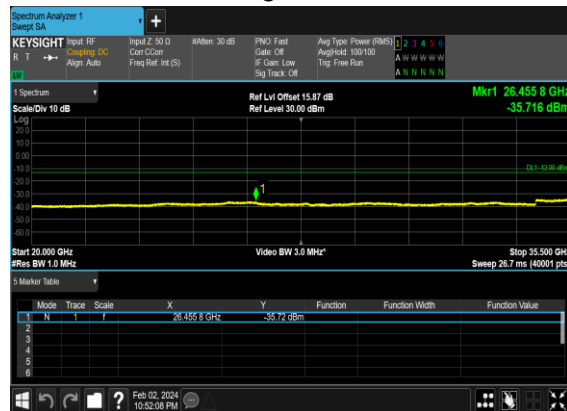 Spectrum Analyzer 1
Swept SA
+
KEYSIGHT Input: RF Input Z: 50 Ω #Atten: 30 dB PNO: Fast Avg Type: Power (RMS) 1 2 3 4 5 6
R T Coupling: DC Corr CCorr Gate: Off Avg|Hold: 100/100 A W W W W W
Align: Auto Freq Ref: Int (S) IF Gain: Low Trig: Free Run
Sig Track: Off A N N N N N
1 Spectrum Ref Lvl Offset 15.87 dB Mkr1 26.455 8 GHz
Scale/Div 10 dB Ref Level 30.00 dBm -35.716 dBm
Log
20.0
10.0
0.00
-10.0 DL1 -13.00 dBm
-20.0
-30.0 1
-40.0
-50.0
-60.0
Start 20.000 GHz Video BW 3.0 MHz* Stop 35.500 GHz
#Res BW 1.0 MHz Sweep 26.7 ms (40001 pts
5 Marker Table
Mode Trace Scale X Y Function Function Width Function Value
1 N 1 f 26.455 8 GHz -35.72 dBm
2
3
4
5
6
? Feb 02, 2024
10:52:08 PM